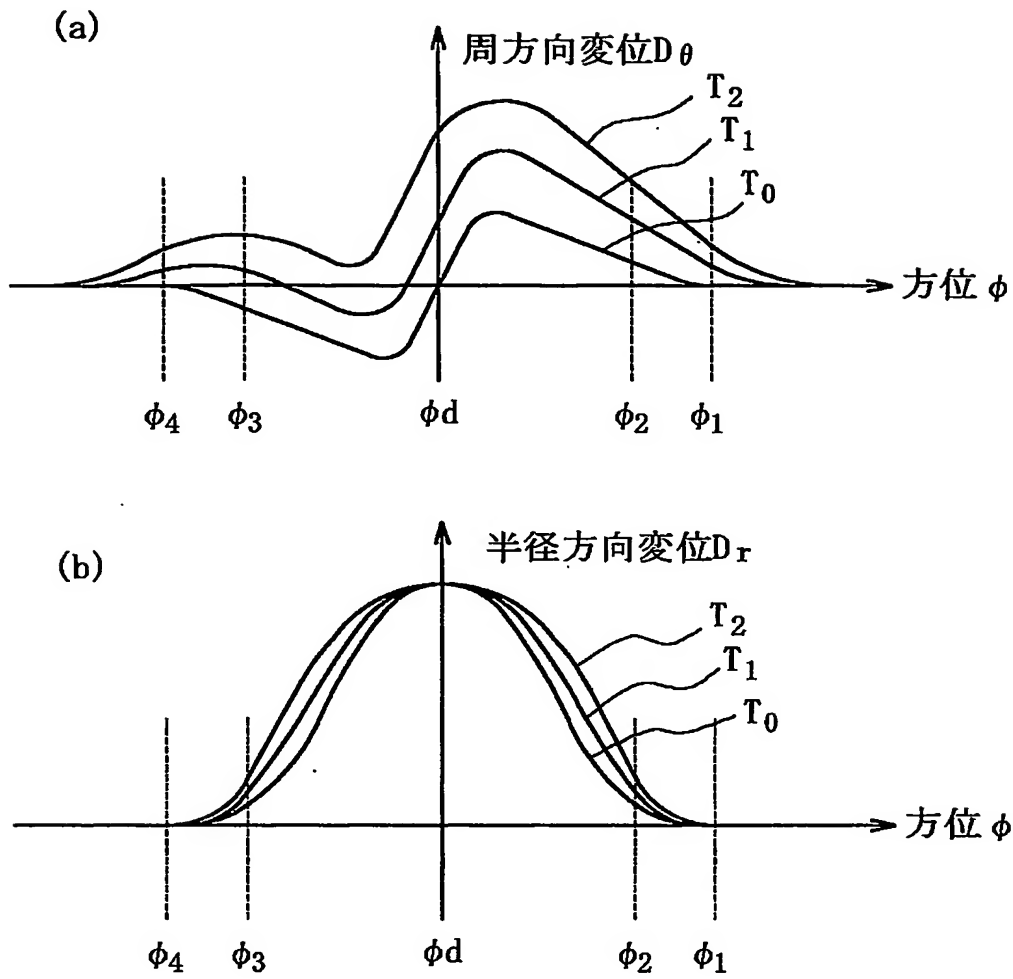 (a)
周方向変位Dθ
T2
T1
T0
方位 φ
φ4 φ3 φd φ2 φ1
(b)
半径方向変位Dr
T2
T1
T0
方位 φ
φ4 φ3 φd φ2 φ1